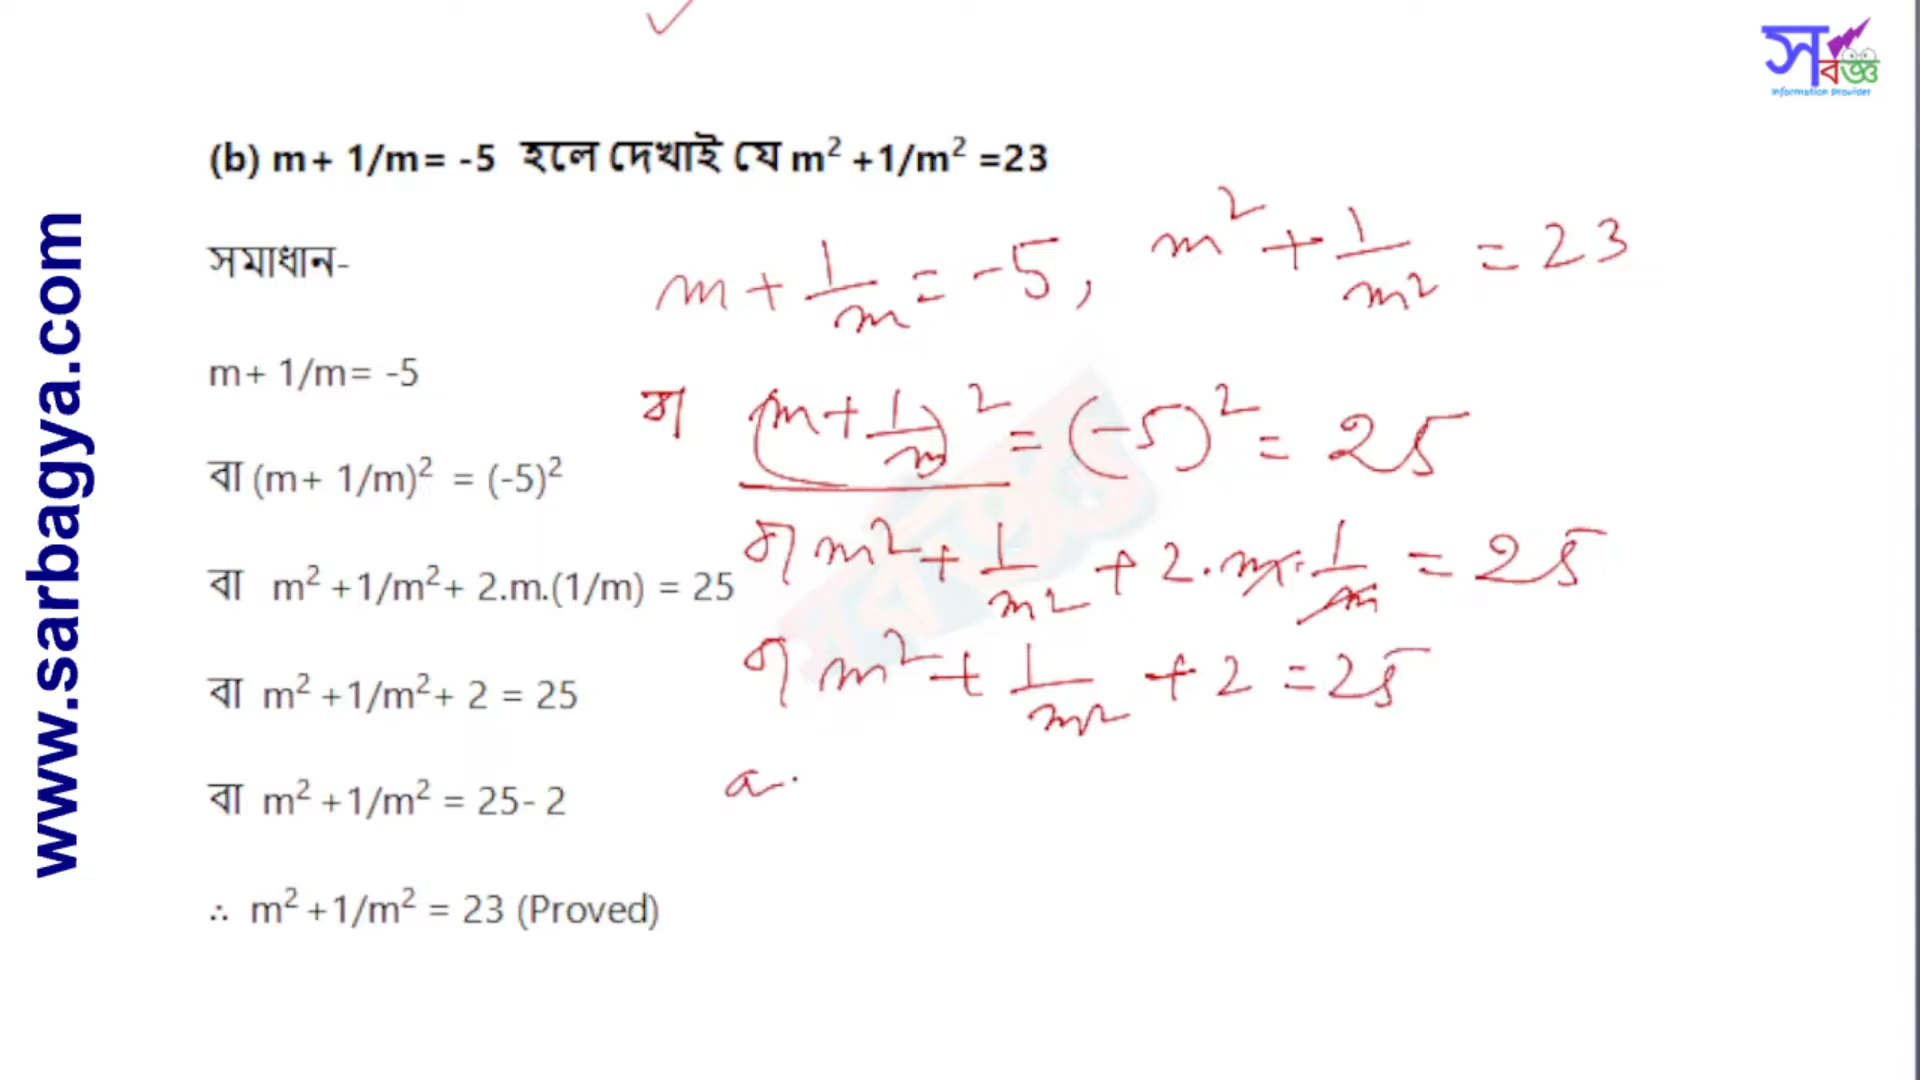 সবজ্ঞ
Information Provider
www.sarbagya.com
(b) m+ 1/m= -5 হলে দেখাই যে m² +1/m² =23
সমাধান-
m + 1/m = -5, m² + 1/m² = 23
m+ 1/m= -5
বা (m + 1/m)² = (-5)² = 25
বা (m+ 1/m)² = (-5)²
বা m² + 1/m² + 2.m.1/m = 25
বা m² +1/m²+ 2.m.(1/m) = 25
বা m² + 1/m² + 2 = 25
বা m² +1/m²+ 2 = 25
বা m² +1/m² = 25- 2
∴ m² +1/m² = 23 (Proved)